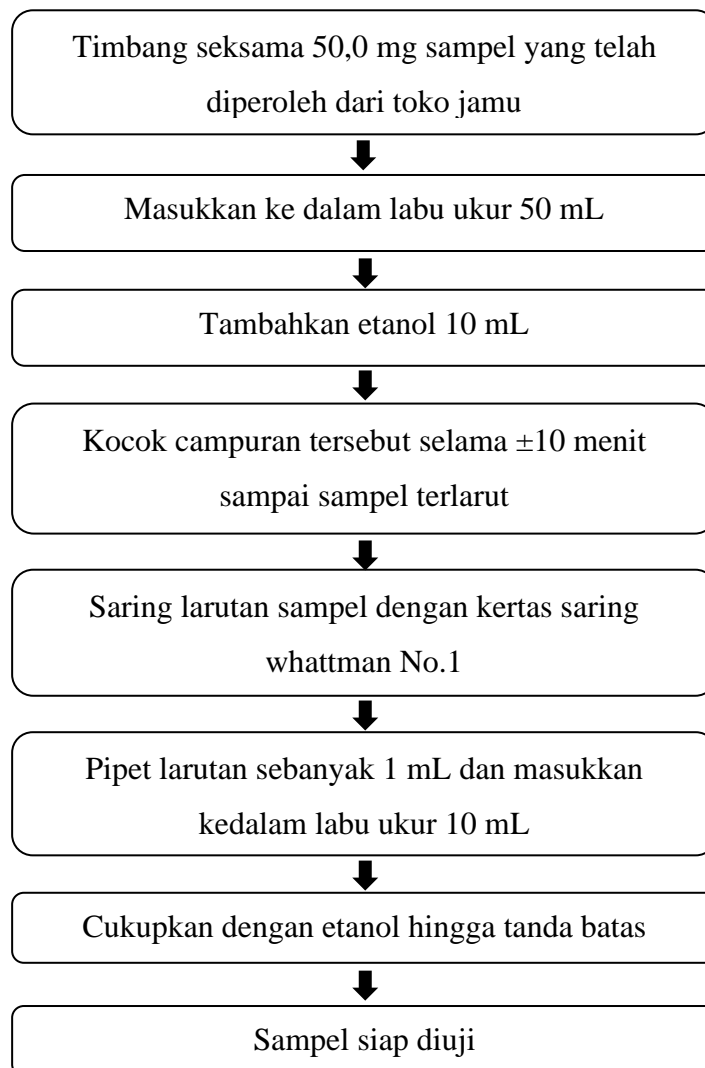 Timbang seksama 50,0 mg sampel yang telah
diperoleh dari toko jamu
Masukkan ke dalam labu ukur 50 mL
Tambahkan etanol 10 mL
Kocok campuran tersebut selama ±10 menit
sampai sampel terlarut
Saring larutan sampel dengan kertas saring
whattman No.1
Pipet larutan sebanyak 1 mL dan masukkan
kedalam labu ukur 10 mL
Cukupkan dengan etanol hingga tanda batas
Sampel siap diuji